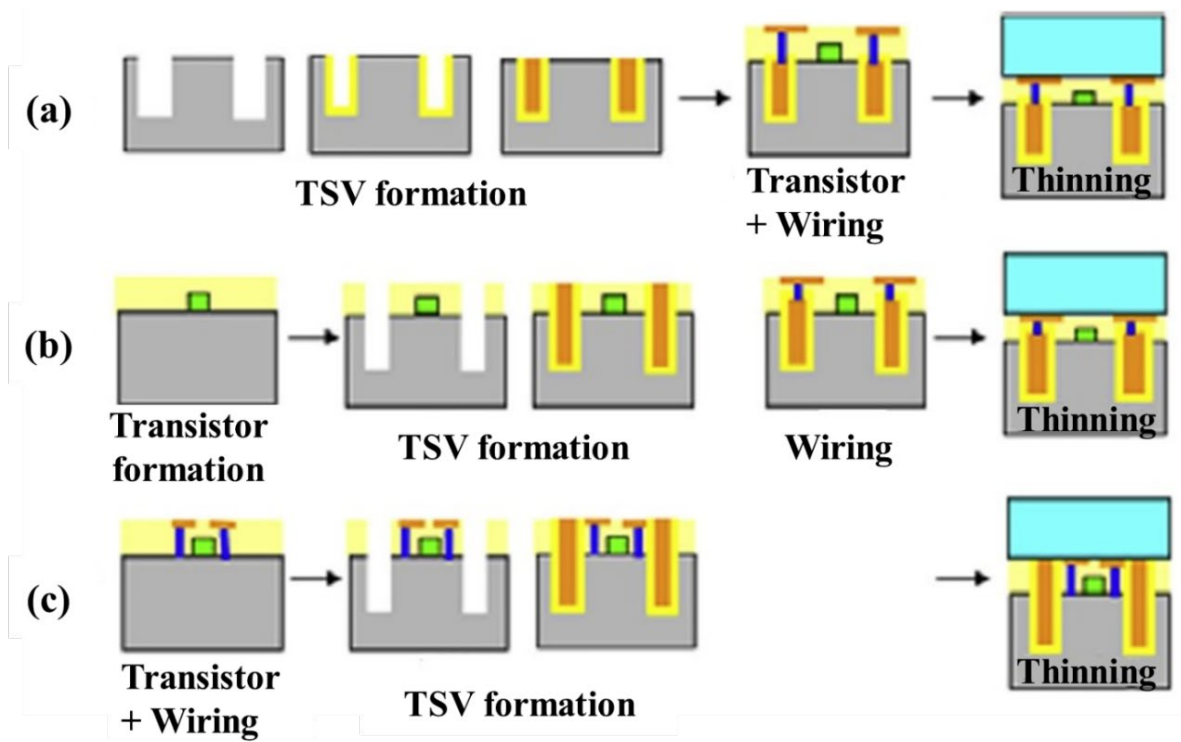 (a)
TSV formation
Transistor
+ Wiring
Thinning
(b)
Transistor
formation
TSV formation
Wiring
Thinning
(c)
Transistor
+ Wiring
TSV formation
Thinning